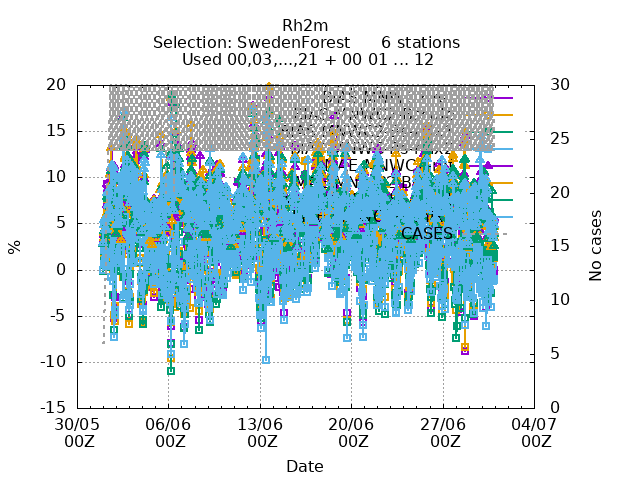 Rh2m
Selection: SwedenForest 6 stations
Used 00,03,...,21 + 00 01 ... 12
20 30
15 25
10 20
5 15
0 10
-5
-10 5
-15 0
% No cases
CASES
30/05 06/06 13/06 20/06 27/06 04/07
00Z 00Z 00Z 00Z 00Z 00Z
Date